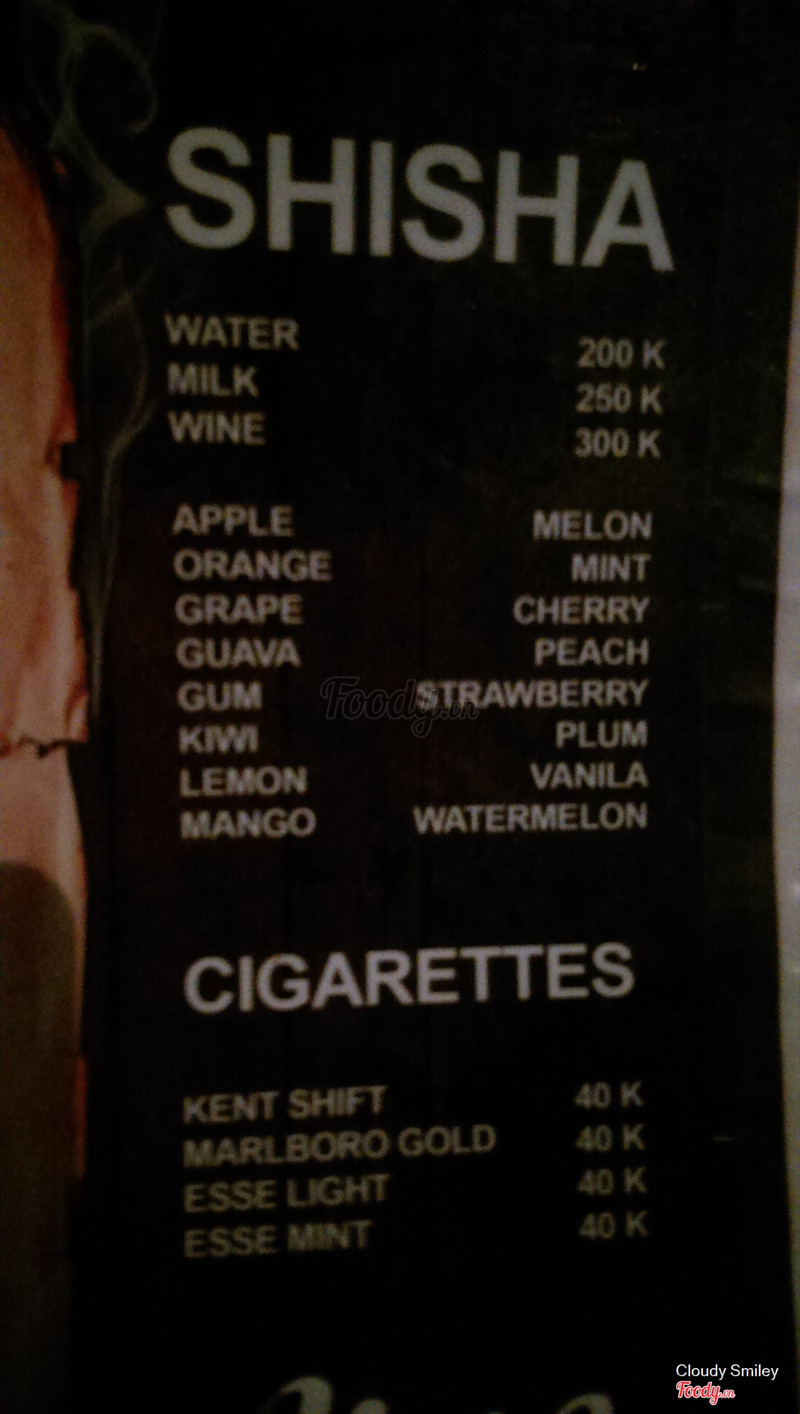 SHISHA
WATER 200 K
MILK 250 K
WINE 300 K
APPLE MELON
ORANGE MINT
GRAPE CHERRY
GUAVA PEACH
GUM STRAWBERRY
KIWI PLUM
LEMON VANILA
MANGO WATERMELON
Foody.vn
CIGARETTES
KENT SHIFT 40 K
MARLBORO GOLD 40 K
ESSE LIGHT 40 K
ESSE MINT 40 K
Cloudy Smiley
Foody.vn